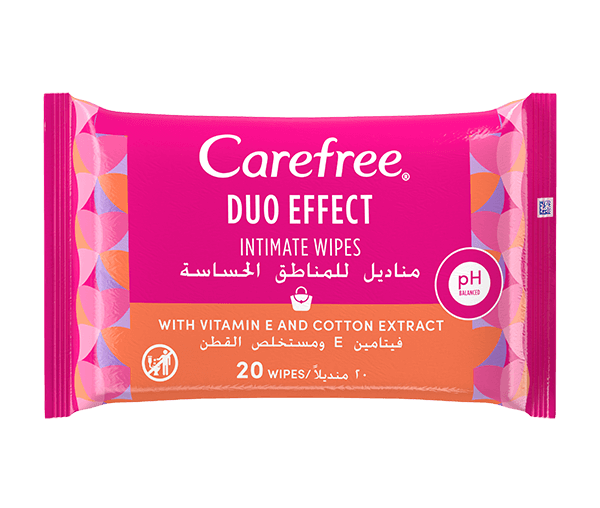 Carefree®
DUO EFFECT
INTIMATE WIPES
مناديل للمناطق الحساسة
pH
BALANCED
WITH VITAMIN E AND COTTON EXTRACT
فيتامين E ومستخلص القطن
20 WIPES/٢٠ منديلاً